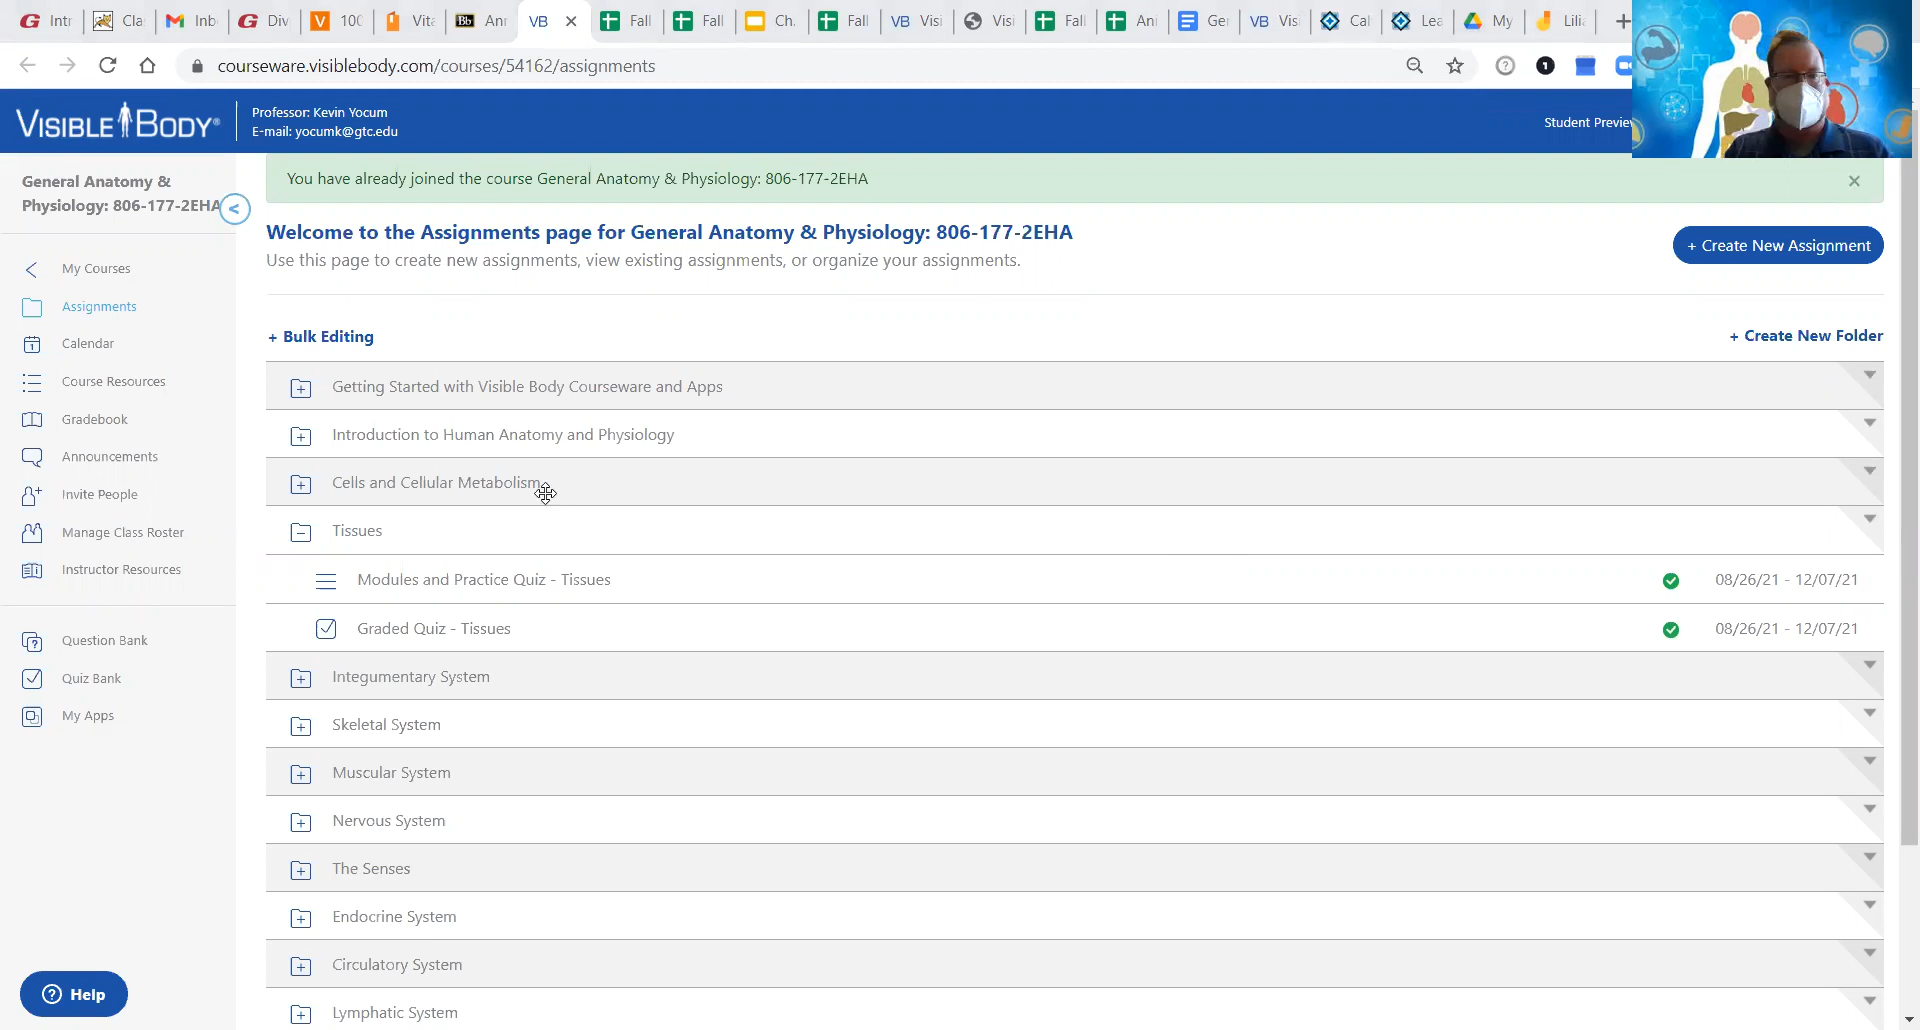 Intr
Cla
Inb
Div
100
Vita
Bb Ann
VB
Fall
Fall
Ch.
Fall
VB Visi
Visi
Fall
Ani
Ger
VB Vis
Cal
Lea
My
Lili
courseware.visiblebody.com/courses/54162/assignments
VISIBLE BODY®
Professor: Kevin Yocum
E-mail: yocumk@gtc.edu
Student Preview
General Anatomy &
Physiology: 806-177-2EHA
You have already joined the course General Anatomy & Physiology: 806-177-2EHA
Welcome to the Assignments page for General Anatomy & Physiology: 806-177-2EHA
+ Create New Assignment
Use this page to create new assignments, view existing assignments, or organize your assignments.
My Courses
Assignments
Calendar
Course Resources
Gradebook
Announcements
Invite People
Manage Class Roster
Instructor Resources
Question Bank
Quiz Bank
My Apps
Help
+ Bulk Editing
+ Create New Folder
Getting Started with Visible Body Courseware and Apps
Introduction to Human Anatomy and Physiology
Cells and Cellular Metabolism
Tissues
Modules and Practice Quiz - Tissues 08/26/21 - 12/07/21
Graded Quiz - Tissues 08/26/21 - 12/07/21
Integumentary System
Skeletal System
Muscular System
Nervous System
The Senses
Endocrine System
Circulatory System
Lymphatic System